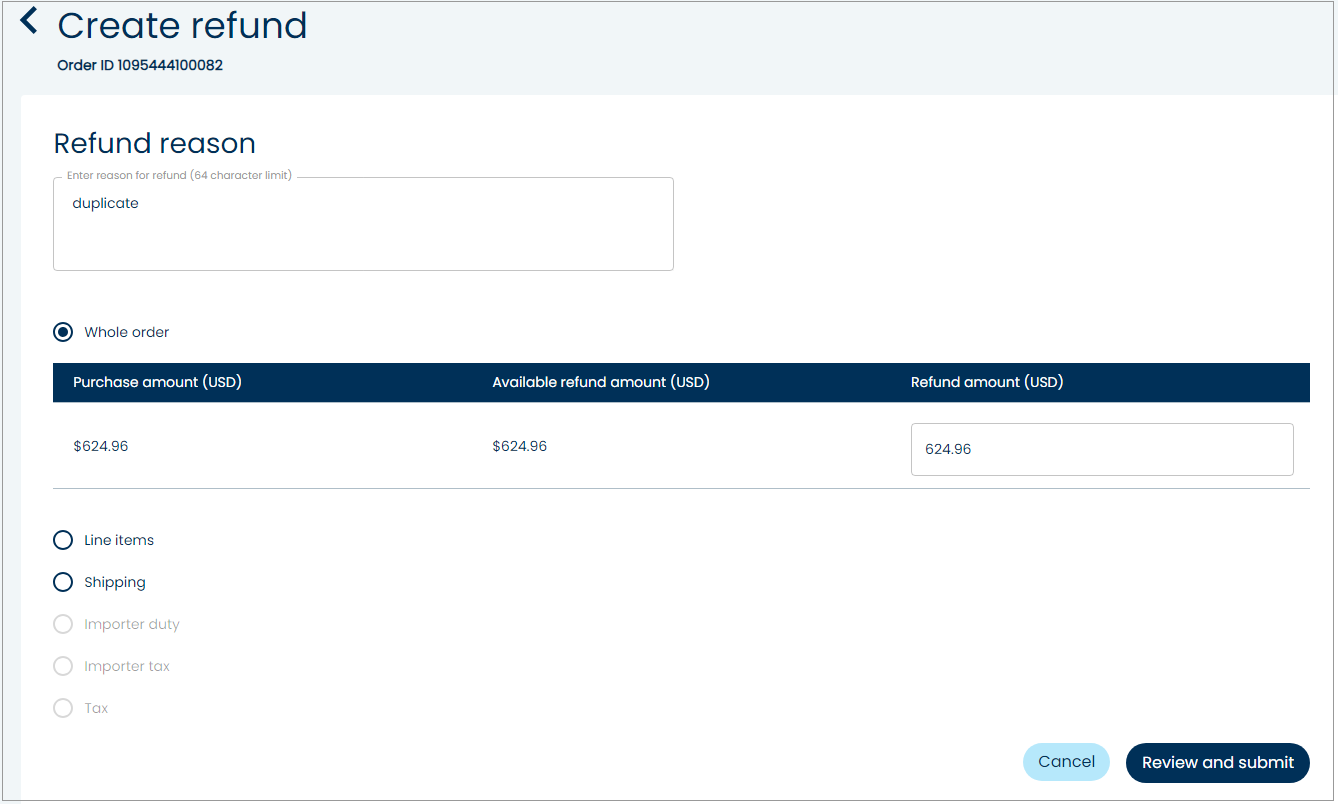 Create refund
Order ID 1095444100082
Refund reason
Enter reason for refund (64 character limit)
duplicate
Whole order
Purchase amount (USD) Available refund amount (USD) Refund amount (USD)
$624.96 $624.96 624.96
Line items
Shipping
Importer duty
Importer tax
Tax
Cancel Review and submit